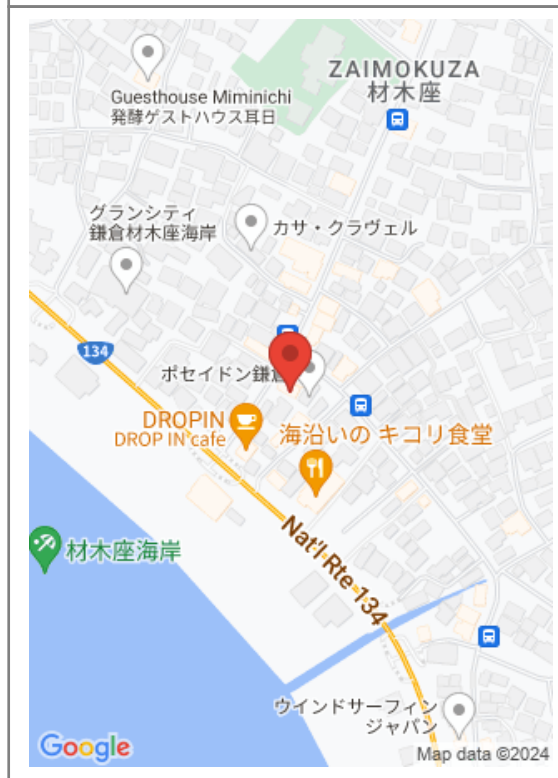 ZAIMOKUZA
材木座
Guesthouse Miminichi
発酵ゲストハウス耳日
グランシティ
鎌倉材木座海岸
カサ・クラヴェル
134
ポセイドン鎌倉
DROPIN
DROP IN cafe
海沿いの キコリ食堂
Nat'l Rte 134
材木座海岸
ウインドサーフィン
ジャパン
Google
Map data ©2024